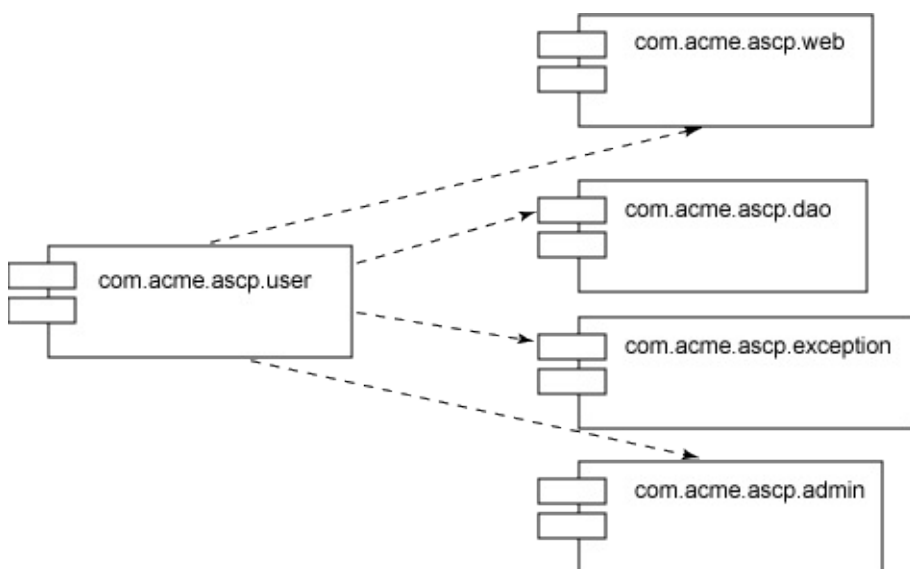 com.acme.ascp.web
com.acme.ascp.dao
com.acme.ascp.user
com.acme.ascp.exception
com.acme.ascp.admin